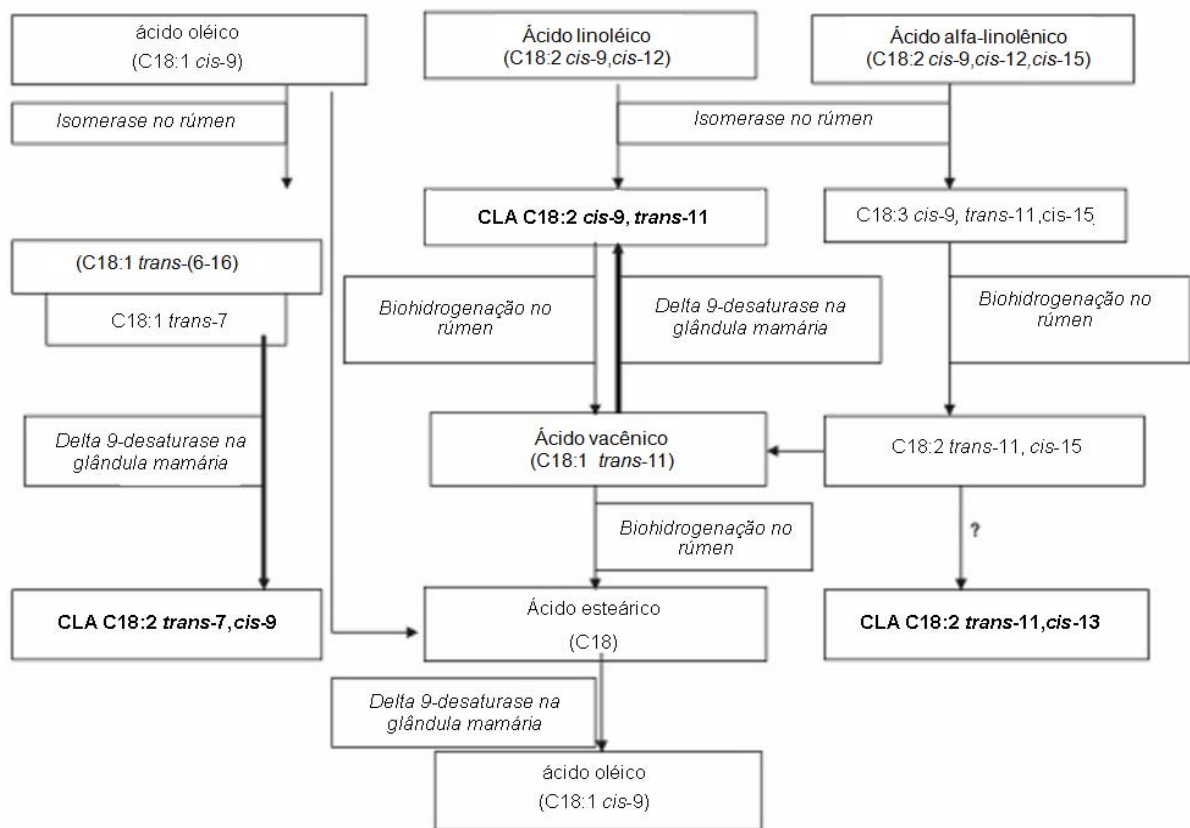 ácido oléico
(C18:1 cis-9)
Ácido linoléico
(C18:2 cis-9,cis-12)
Ácido alfa-linolênico
(C18:2 cis-9,cis-12,cis-15)
Isomerase no rúmen
Isomerase no rúmen
CLA C18:2 cis-9, trans-11
C18:3 cis-9, trans-11,cis-15
(C18:1 trans-(6-16)
C18:1 trans-7
Biohidrogenação no
rúmen
Delta 9-desaturase na
glândula mamária
Biohidrogenação no
rúmen
Delta 9-desaturase na
glândula mamária
Ácido vacênico
(C18:1 trans-11)
C18:2 trans-11, cis-15
Biohidrogenação no
rúmen
?
CLA C18:2 trans-7,cis-9
Ácido esteárico
(C18)
CLA C18:2 trans-11,cis-13
Delta 9-desaturase na
glândula mamária
ácido oléico
(C18:1 cis-9)